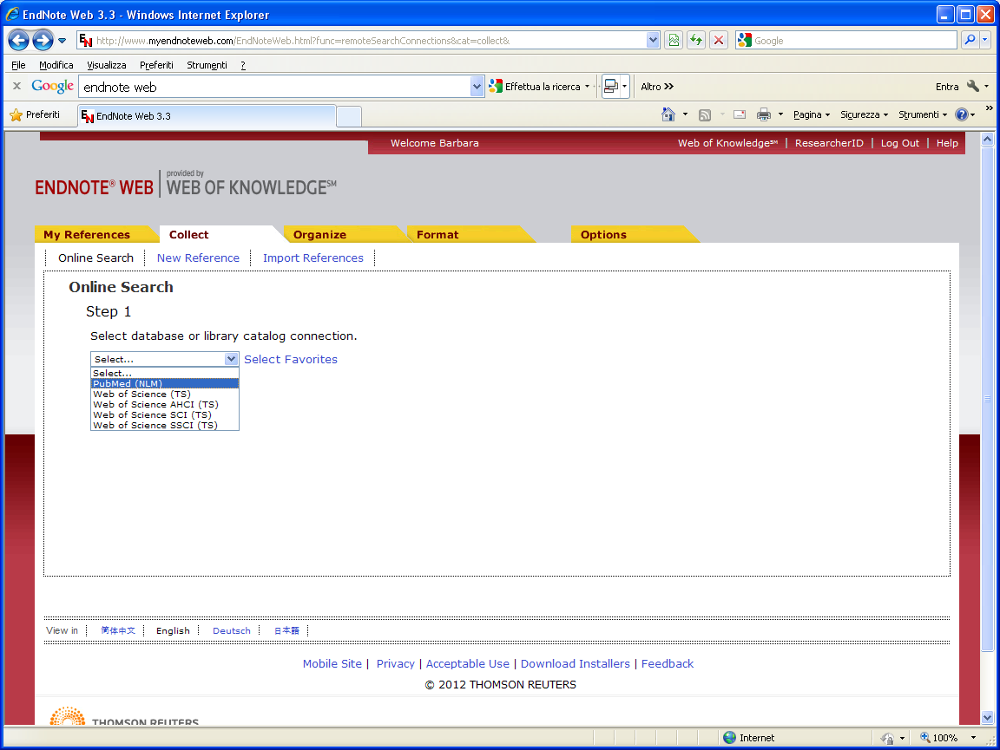 EndNote Web 3.3 - Windows Internet Explorer
http://www.myendnoteweb.com/EndNoteWeb.html?func=remoteSearchConnections&cat=collect&
Google
File Modifica Visualizza Preferiti Strumenti ?
x Google endnote web Effettua la ricerca Altro >> Entra
Preferiti EndNote Web 3.3 Pagina Sicurezza Strumenti
Welcome Barbara Web of Knowledge℠ | ResearcherID | Log Out | Help
ENDNOTE® WEB | provided by
WEB OF KNOWLEDGE℠
My References Collect Organize Format Options
Online Search New Reference Import References
Online Search
Step 1
Select database or library catalog connection.
Select... Select Favorites
Select...
PubMed (NLM)
Web of Science (TS)
Web of Science AHCI (TS)
Web of Science SCI (TS)
Web of Science SSCI (TS)
View in 简体中文 English Deutsch 日本語
Mobile Site | Privacy | Acceptable Use | Download Installers | Feedback
© 2012 THOMSON REUTERS
THOMSON REUTERS
Internet 100%